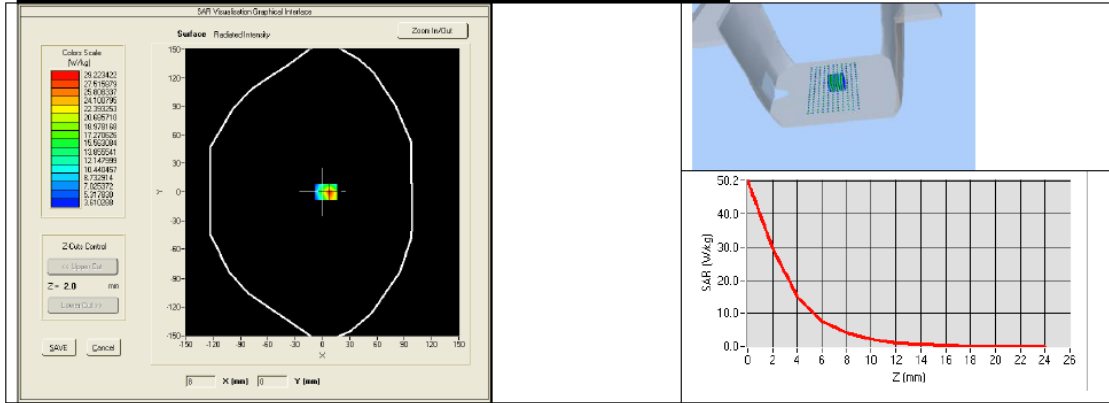 SAR Visualisation Graphical Interface
Surface Radiated Intensity
Zoom In/Out
Colors Scale
(W/kg)
29.223422
27.515879
25.808337
24.100795
22.393253
20.685710
18.978168
17.270626
15.563084
13.855541
12.147999
10.440457
8.732914
7.025372
5.317830
3.610288
150
120
90
60
30
0
-30
-60
-90
-120
-150
Y
-150 -120 -90 -60 -30 0 30 60 90 120 150
X
Z-Cuts Control
<< Upper Cut
Z = 2.0 mm
Lower Cut >>
SAVE Cancel
8 X (mm) 0 Y (mm)
50.2
40.0
30.0
20.0
10.0
0.0
SAR (W/kg)
0 2 4 6 8 10 12 14 16 18 20 22 24 26
Z (mm)